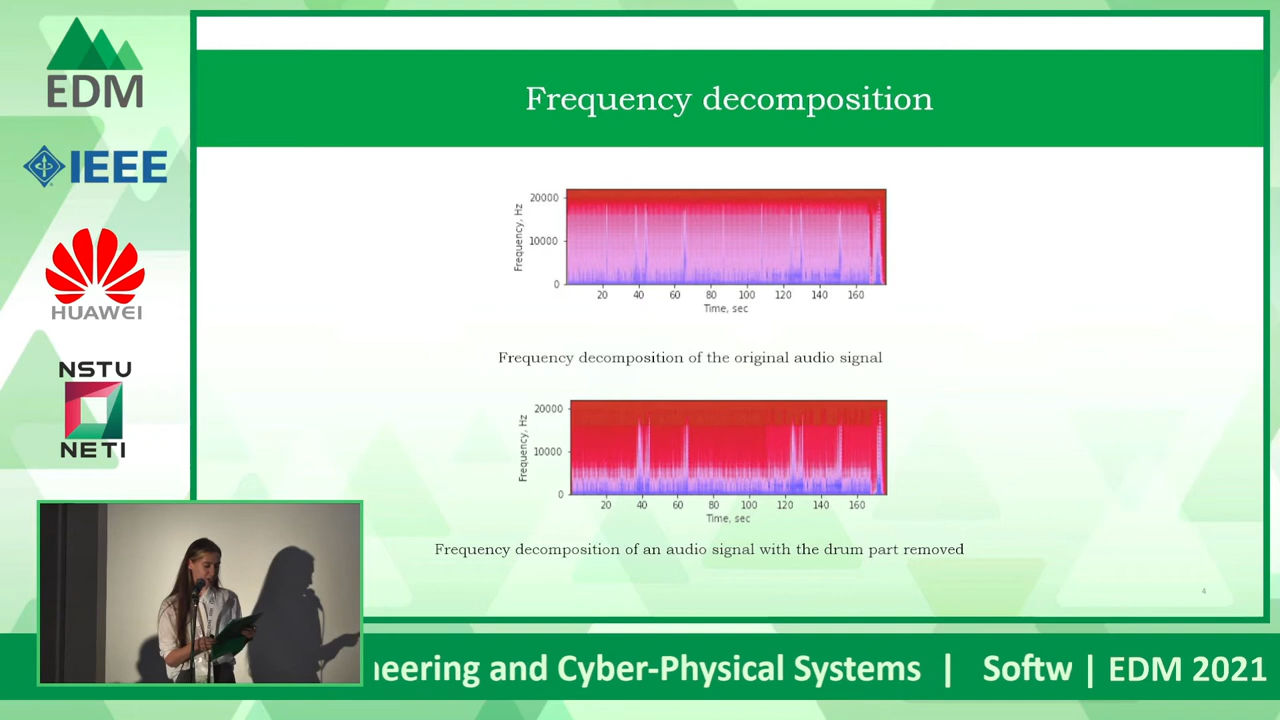 EDM
IEEE
HUAWEI
NSTU
NETI
Frequency decomposition
Frequency, Hz
20000
10000
0
20 40 60 80 100 120 140 160
Time, sec
Frequency decomposition of the original audio signal
Frequency, Hz
20000
10000
0
20 40 60 80 100 120 140 160
Time, sec
Frequency decomposition of an audio signal with the drum part removed
4
neering and Cyber-Physical Systems | Softw | EDM 2021